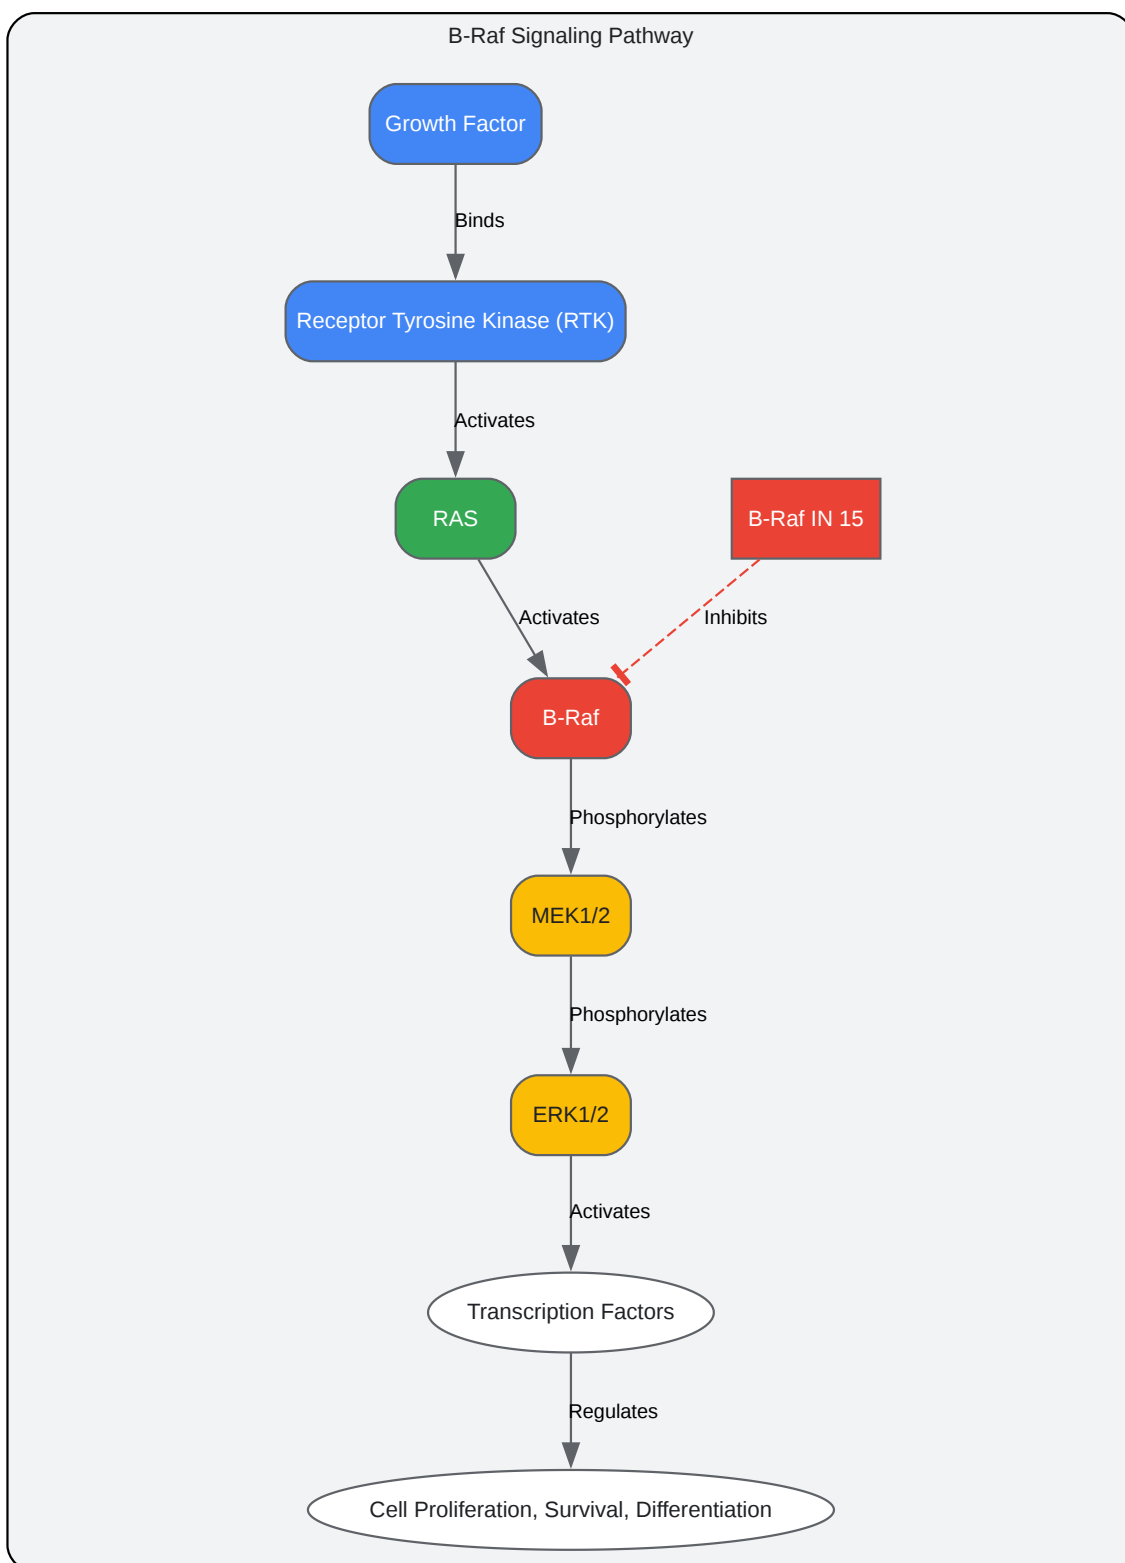 B-Raf Signaling Pathway
Growth Factor
Binds
Receptor Tyrosine Kinase (RTK)
Activates
RAS
B-Raf IN 15
Activates
Inhibits
B-Raf
Phosphorylates
MEK1/2
Phosphorylates
ERK1/2
Activates
Transcription Factors
Regulates
Cell Proliferation, Survival, Differentiation